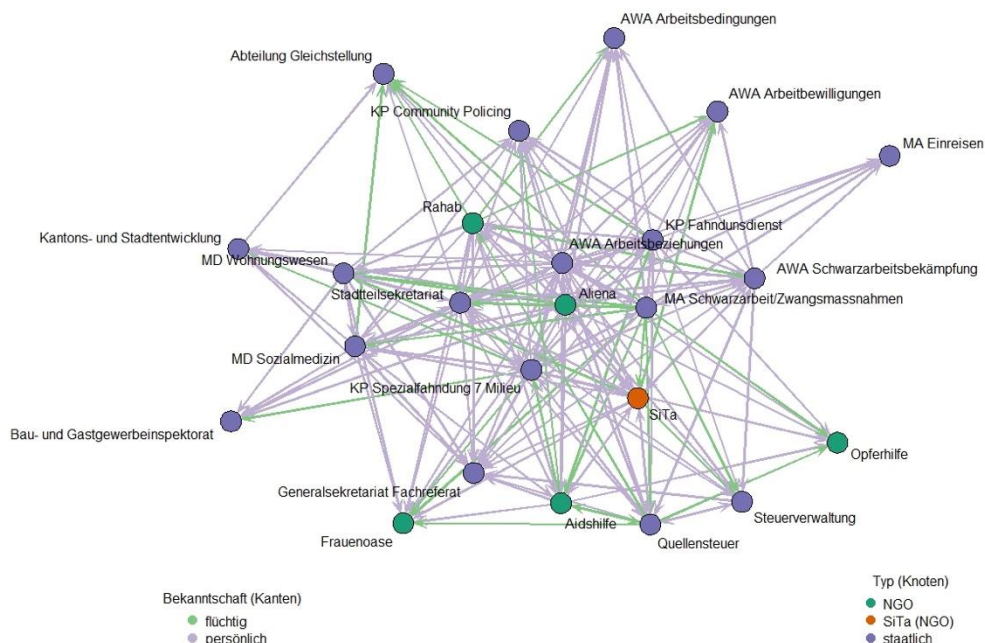 AWA Arbeitsbedingungen
Abteilung Gleichstellung
AWA Arbeitbewilligungen
KP Community Policing
MA Einreisen
Rahab
KP Fahndunsdienst
Kantons- und Stadtentwicklung
AWA Arbeitsbeziehungen
MD Wohnungswesen
AWA Schwarzarbeitsbekämpfung
Stadtteilsekretariat
Aliena
MA Schwarzarbeit/Zwangsmassnahmen
MD Sozialmedizin
KP Spezialfahndung 7 Milieu
SiTa
Bau- und Gastgewerbeinspektorat
Opferhilfe
Generalsekretariat Fachreferat
Steuerverwaltung
Aidshilfe
Frauenoase
Quellensteuer
Typ (Knoten)
Bekanntschaft (Kanten)
NGO
flüchtig
SiTa (NGO)
persönlich
staatlich